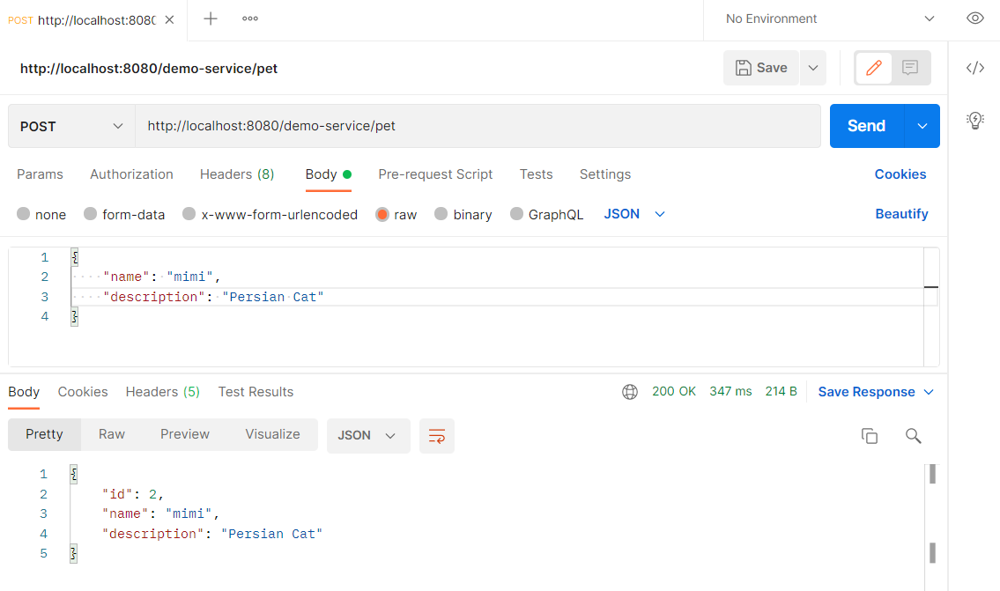 POST http://localhost:808
No Environment
http://localhost:8080/demo-service/pet
Save
POST http://localhost:8080/demo-service/pet
Send
Params Authorization Headers (8) Body Pre-request Script Tests Settings Cookies
none form-data x-www-form-urlencoded raw binary GraphQL JSON Beautify
1 {
2 "name": "mimi",
3 "description": "Persian Cat"
4 }
Body Cookies Headers (5) Test Results 200 OK 347 ms 214 B Save Response
Pretty Raw Preview Visualize JSON
1 {
2 "id": 2,
3 "name": "mimi",
4 "description": "Persian Cat"
5 }